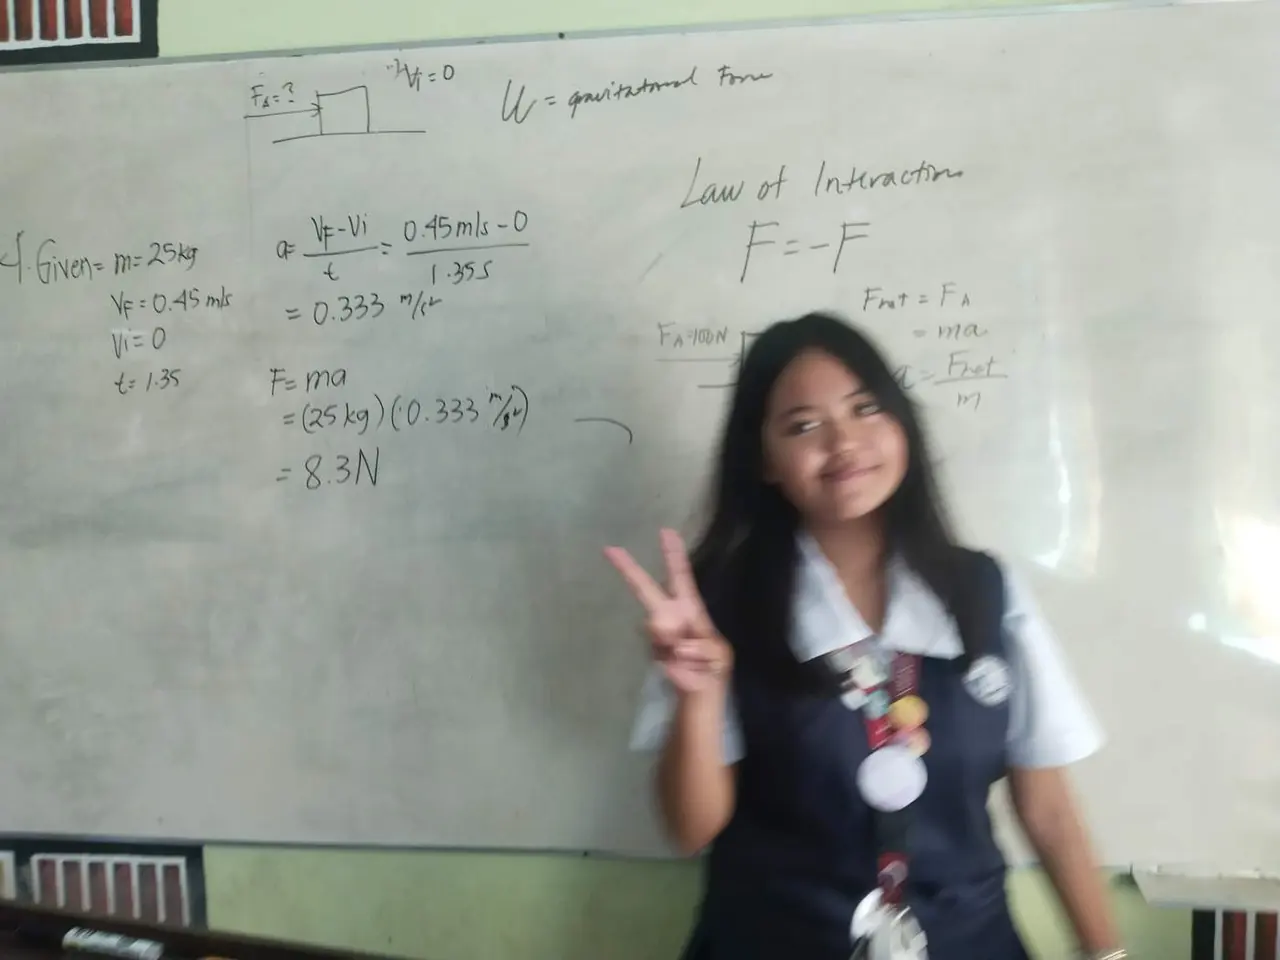 FA=?
Vi=0
W = gravitational Force
Law of Interaction
F=-F
4. Given= m=25kg
VF=0.45 m/s
Vi=0
t=1.35
a= VF-Vi / t = 0.45m/s-0 / 1.35s
= 0.333 m/s²
F=ma
=(25kg)(0.333 m/s²)
= 8.3N
FA=100N
Fnet = FA
= ma
a = Fnet / m